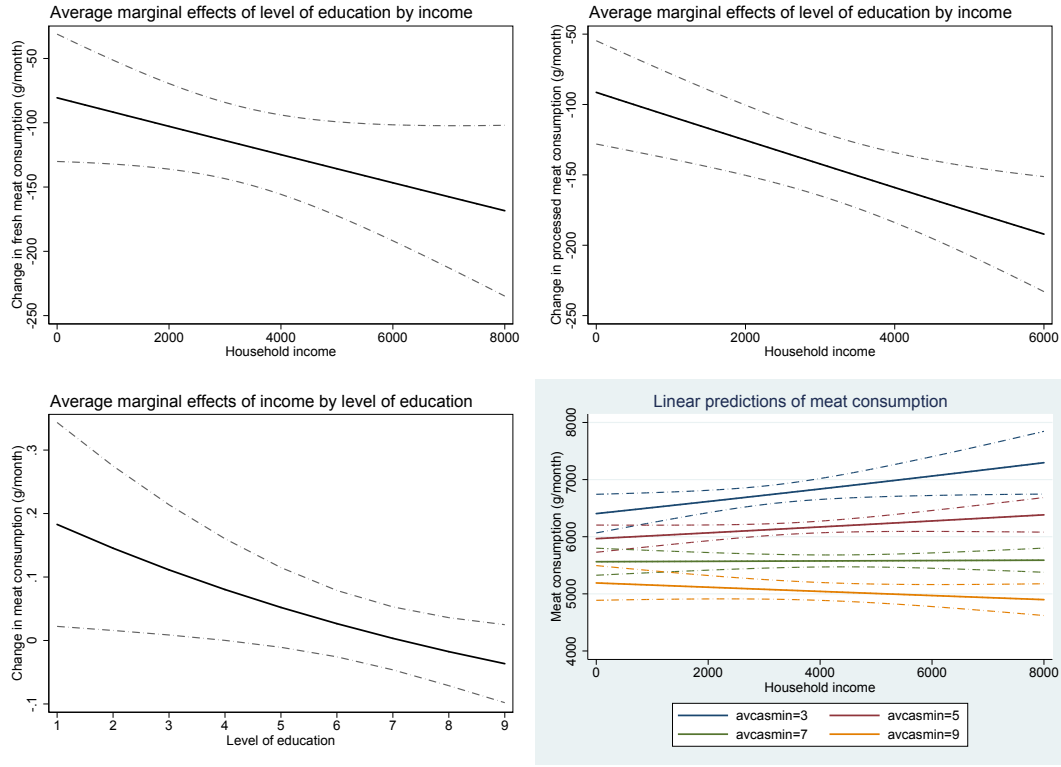 Average marginal effects of level of education by income
Change in fresh meat consumption (g/month)
-50
-100
-150
-200
-250
0 2000 4000 6000 8000
Household income
Average marginal effects of level of education by income
Change in processed meat consumption (g/month)
-50
-100
-150
-200
-250
0 2000 4000 6000
Household income
Average marginal effects of income by level of education
Change in meat consumption (g/month)
.3
.2
.1
0
-.1
1 2 3 4 5 6 7 8 9
Level of education
Linear predictions of meat consumption
Meat consumption (g/month)
8000
7000
6000
5000
4000
0 2000 4000 6000 8000
Household income
avcasmin=3 avcasmin=5
avcasmin=7 avcasmin=9